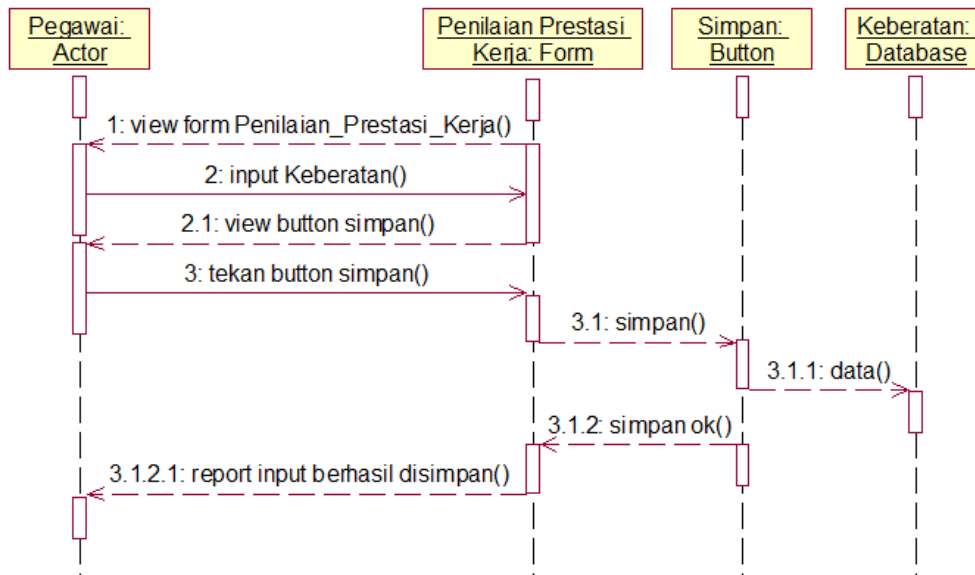 Pegawai:
Actor
Penilaian Prestasi
Kerja: Form
Simpan:
Button
Keberatan:
Database
1: view form Penilaian_Prestasi_Kerja()
2: input Keberatan()
2.1: view button simpan()
3: tekan button simpan()
3.1: simpan()
3.1.1: data()
3.1.2: simpan ok()
3.1.2.1: report input berhasil disimpan()